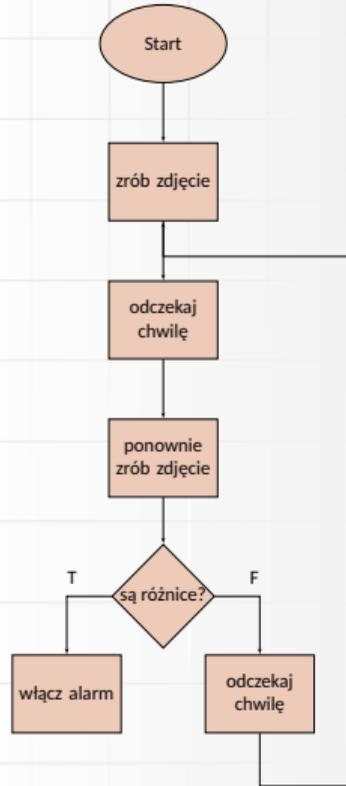 Start
zrób zdjęcie
odczekaj
chwilę
ponownie
zrób zdjęcie
są różnice?
T
F
włącz alarm
odczekaj
chwilę